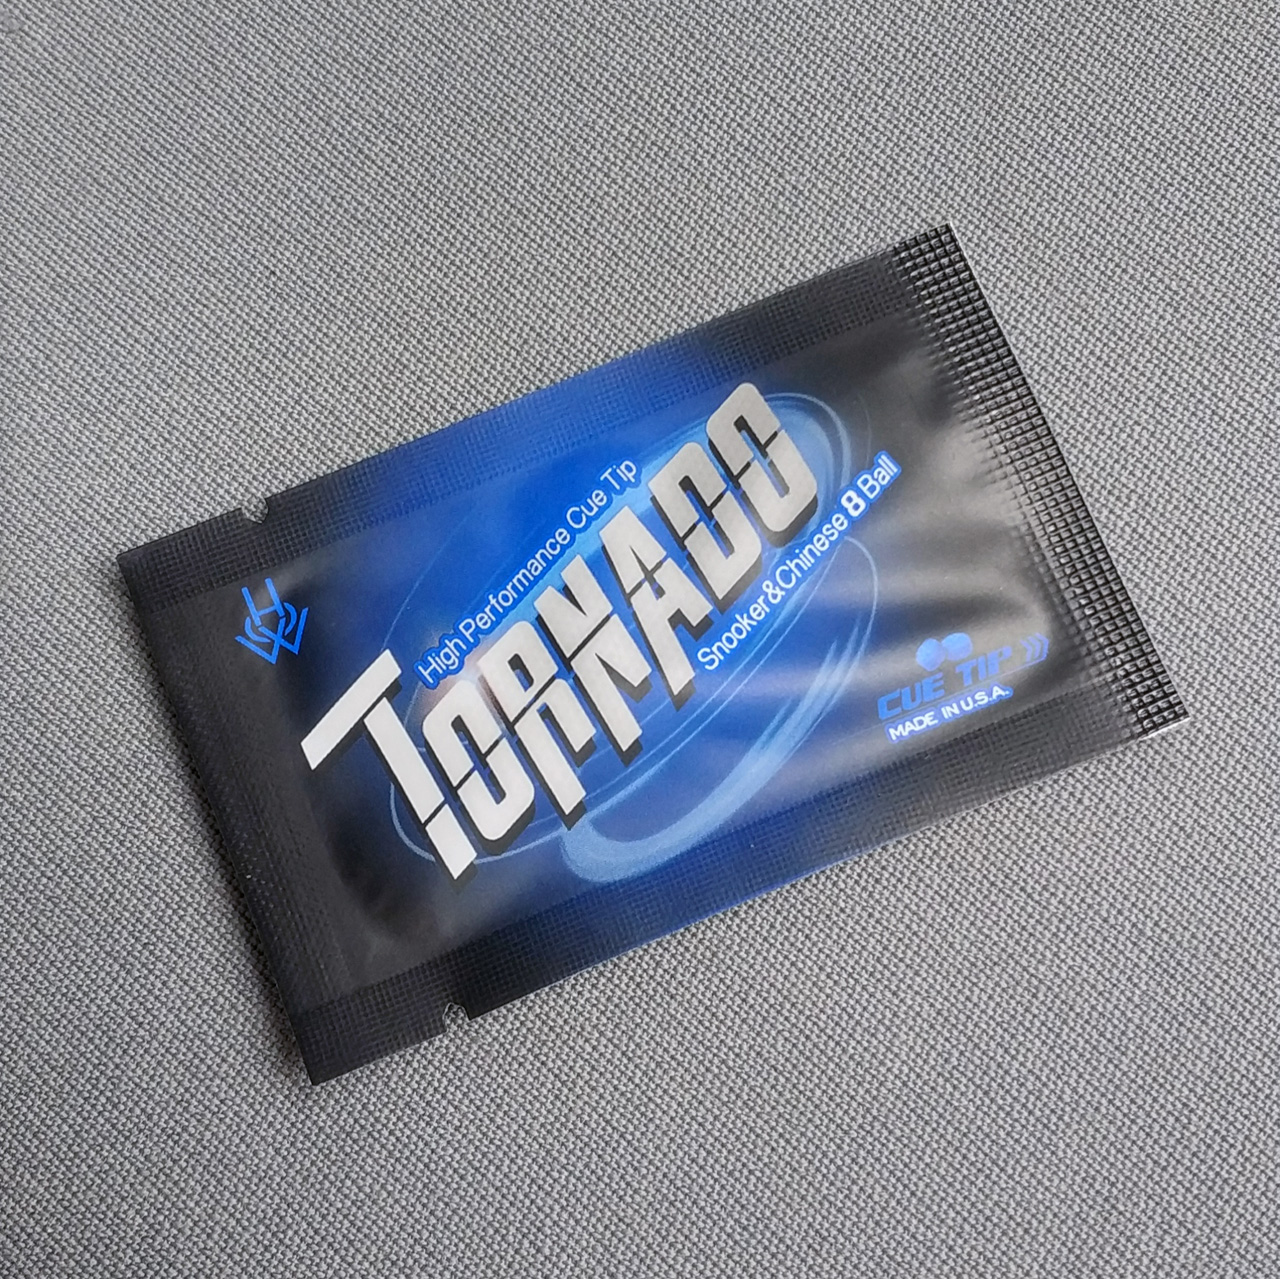 High Performance Cue Tip
TORNADO
Snooker&Chinese 8 Ball
CUE TIP
MADE IN U.S.A.